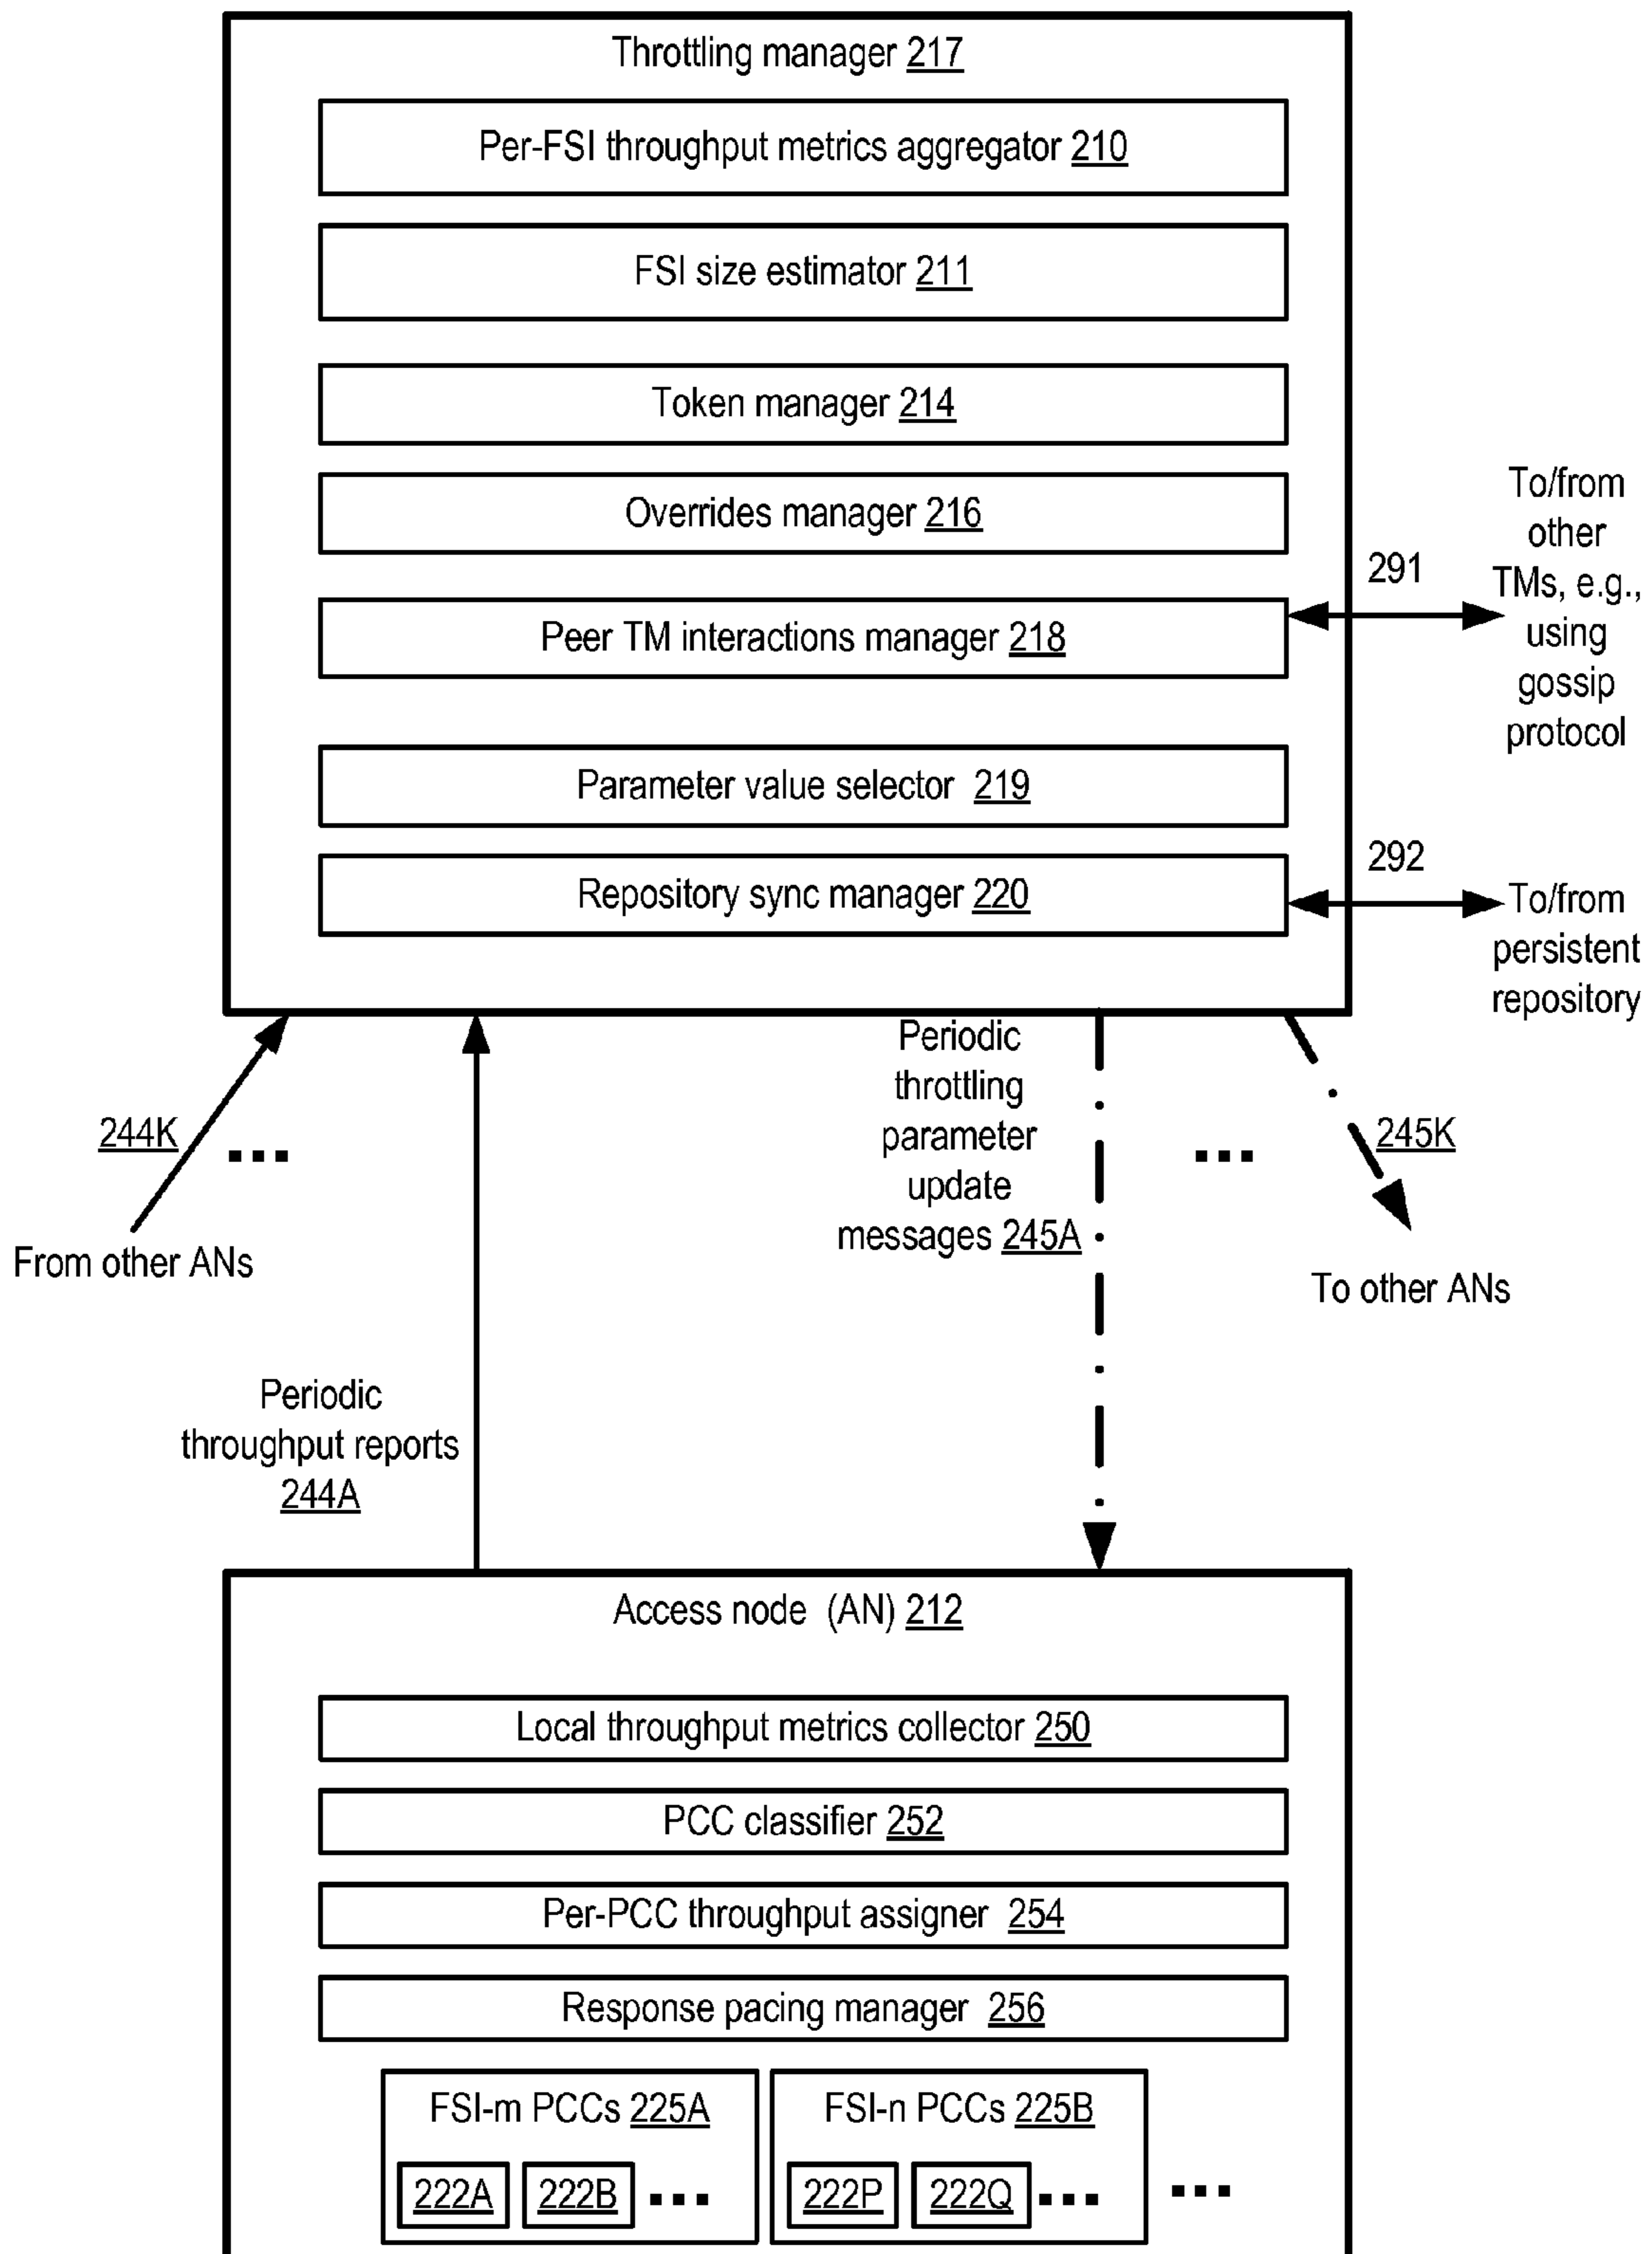 Throttling manager 217
Per-FSI throughput metrics aggregator 210
FSI size estimator 211
Token manager 214
Overrides manager 216
Peer TM interactions manager 218
291
To/from
other
TMs, e.g.,
using
gossip
protocol
Parameter value selector 219
Repository sync manager 220
292
To/from
persistent
repository
244K
...
From other ANs
Periodic
throttling
parameter
update
messages 245A
...
245K
To other ANs
Periodic
throughput reports
244A
Access node (AN) 212
Local throughput metrics collector 250
PCC classifier 252
Per-PCC throughput assigner 254
Response pacing manager 256
FSI-m PCCs 225A
222A 222B ...
FSI-n PCCs 225B
222P 222Q ...
...